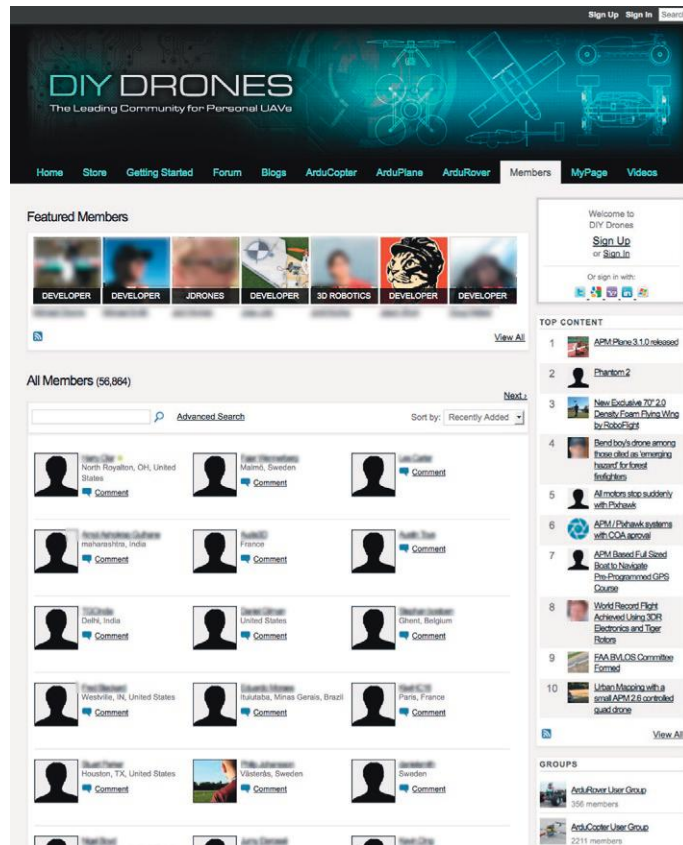 Sign Up Sign In Search
DIY DRONES
The Leading Community for Personal UAVs
Home Store Getting Started Forum Blogs ArduCopter ArduPlane ArduRover Members MyPage Videos
Featured Members
DEVELOPER DEVELOPER JDRONES DEVELOPER 3D ROBOTICS DEVELOPER DEVELOPER
View All
All Members (56,864)
Next ›
Advanced Search
Sort by: Recently Added
North Royalton, OH, United
States
Comment
Malmö, Sweden
Comment
Comment
maharashtra, India
Comment
France
Comment
Comment
Delhi, India
Comment
United States
Comment
Ghent, Belgium
Comment
Westville, IN, United States
Comment
Ituiutaba, Minas Gerais, Brazil
Comment
Paris, France
Comment
Houston, TX, United States
Comment
Västerås, Sweden
Comment
Sweden
Comment
Welcome to
DIY Drones
Sign Up
or Sign In
Or sign in with:
TOP CONTENT
1 APM:Plane 3.1.0 released
2 Phantom 2
3 New Exclusive 70" 2.0
Density Foam Flying Wing
by RoboFlight
4 Bend boy's drone among
those cited as 'emerging
hazard' for forest
firefighters
5 All motors stop suddenly
with Pixhawk
6 APM / Pixhawk systems
with COA aproval
7 APM Based Full Sized
Boat to Navigate
Pre-Programmed GPS
Course
8 World Record Flight
Achieved Using 3DR
Electronics and Tiger
Rotors
9 FAA BVLOS Committee
Formed
10 Urban Mapping with a
small APM 2.6 controlled
quad drone
View All
GROUPS
ArduRover User Group
356 members
ArduCopter User Group
2211 members